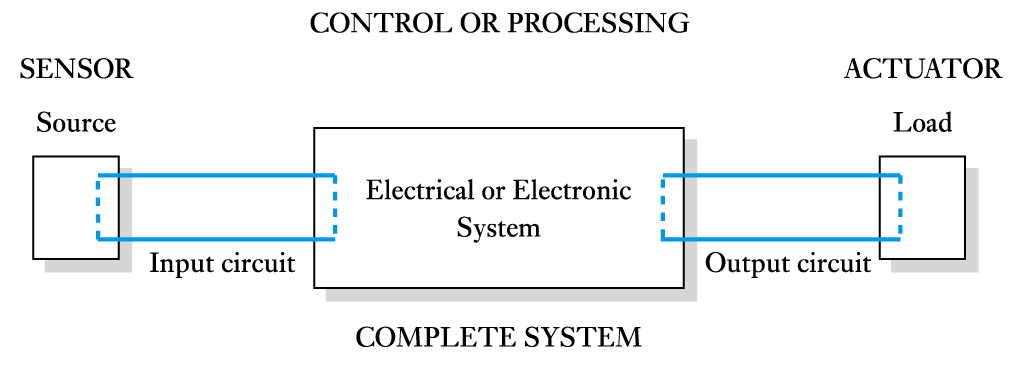 CONTROL OR PROCESSING
SENSOR
ACTUATOR
Source
Load
Electrical or Electronic
System
Input circuit
Output circuit
COMPLETE SYSTEM